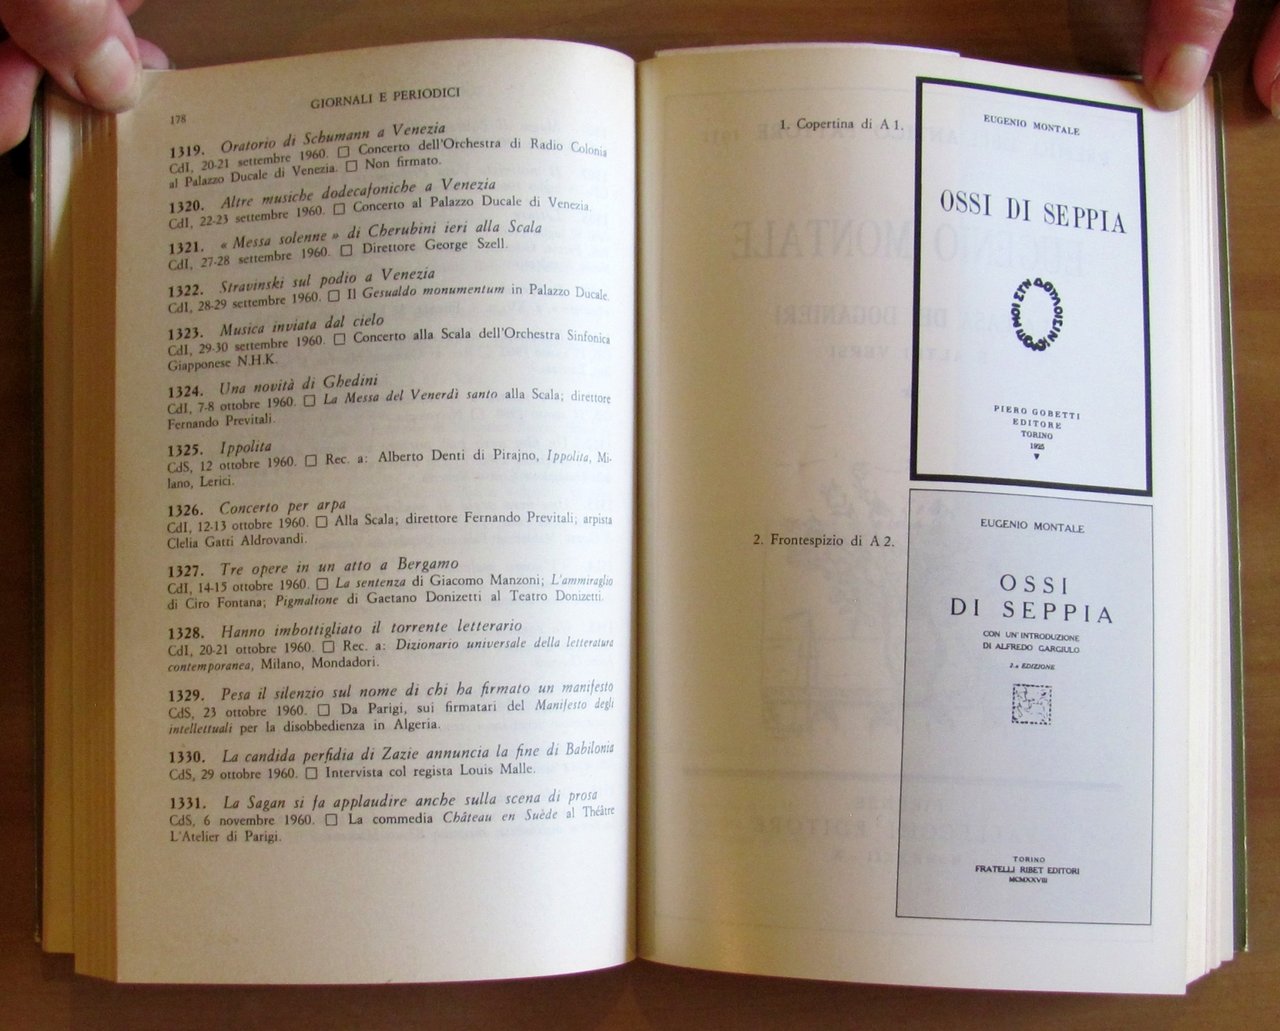 GIORNALI E PERIODICI
178
1319. Oratorio di Schumann a Venezia
CdI, 20-21 settembre 1960. □ Concerto dell'Orchestra di Radio Colonia
al Palazzo Ducale di Venezia. □ Non firmato.
1320. Altre musiche dodecafoniche a Venezia
CdI, 22-23 settembre 1960. □ Concerto al Palazzo Ducale di Venezia.
1321. « Messa solenne » di Cherubini ieri alla Scala
CdI, 27-28 settembre 1960. □ Direttore George Szell.
1322. Stravinski sul podio a Venezia
CdI, 28-29 settembre 1960. □ Il Gesualdo monumentum in Palazzo Ducale.
1323. Musica inviata dal cielo
CdI, 29-30 settembre 1960. □ Concerto alla Scala dell'Orchestra Sinfonica
Giapponese N.H.K.
1324. Una novità di Ghedini
CdI, 7-8 ottobre 1960. □ La Messa del Venerdì santo alla Scala; direttore
Fernando Previtali.
1325. Ippolita
CdS, 12 ottobre 1960. □ Rec. a: Alberto Denti di Pirajno, Ippolita, Mi-
lano, Lerici.
1326. Concerto per arpa
CdI, 12-13 ottobre 1960. □ Alla Scala; direttore Fernando Previtali; arpista
Clelia Gatti Aldrovandi.
1327. Tre opere in un atto a Bergamo
CdI, 14-15 ottobre 1960. □ La sentenza di Giacomo Manzoni; L'ammiraglio
di Ciro Fontana; Pigmalione di Gaetano Donizetti al Teatro Donizetti.
1328. Hanno imbottigliato il torrente letterario
CdI, 20-21 ottobre 1960. □ Rec. a: Dizionario universale della letteratura
contemporanea, Milano, Mondadori.
1329. Pesa il silenzio sul nome di chi ha firmato un manifesto
CdS, 23 ottobre 1960. □ Da Parigi, sui firmatari del Manifesto degli
intellettuali per la disobbedienza in Algeria.
1330. La candida perfidia di Zazie annuncia la fine di Babilonia
CdS, 29 ottobre 1960. □ Intervista col regista Louis Malle.
1331. La Sagan si fa applaudire anche sulla scena di prosa
CdS, 6 novembre 1960. □ La commedia Château en Suède al Théâtre
L'Atelier di Parigi.
1. Copertina di A 1.
EUGENIO MONTALE
OSSI DI SEPPIA
PIERO GOBETTI
EDITORE
TORINO
1925
2. Frontespizio di A 2.
EUGENIO MONTALE
OSSI
DI SEPPIA
CON UN' INTRODUZIONE
DI ALFREDO GARGIULO
2.a EDIZIONE
TORINO
FRATELLI RIBET EDITORI
MCMXXVIII